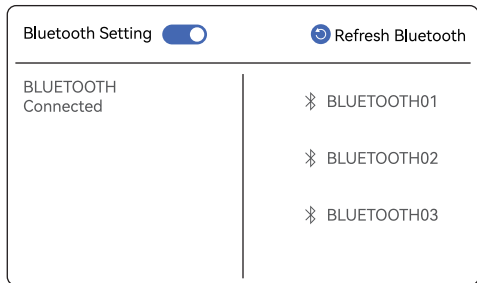 Bluetooth Setting
Refresh Bluetooth
BLUETOOTH
Connected
BLUETOOTH01
BLUETOOTH02
BLUETOOTH03